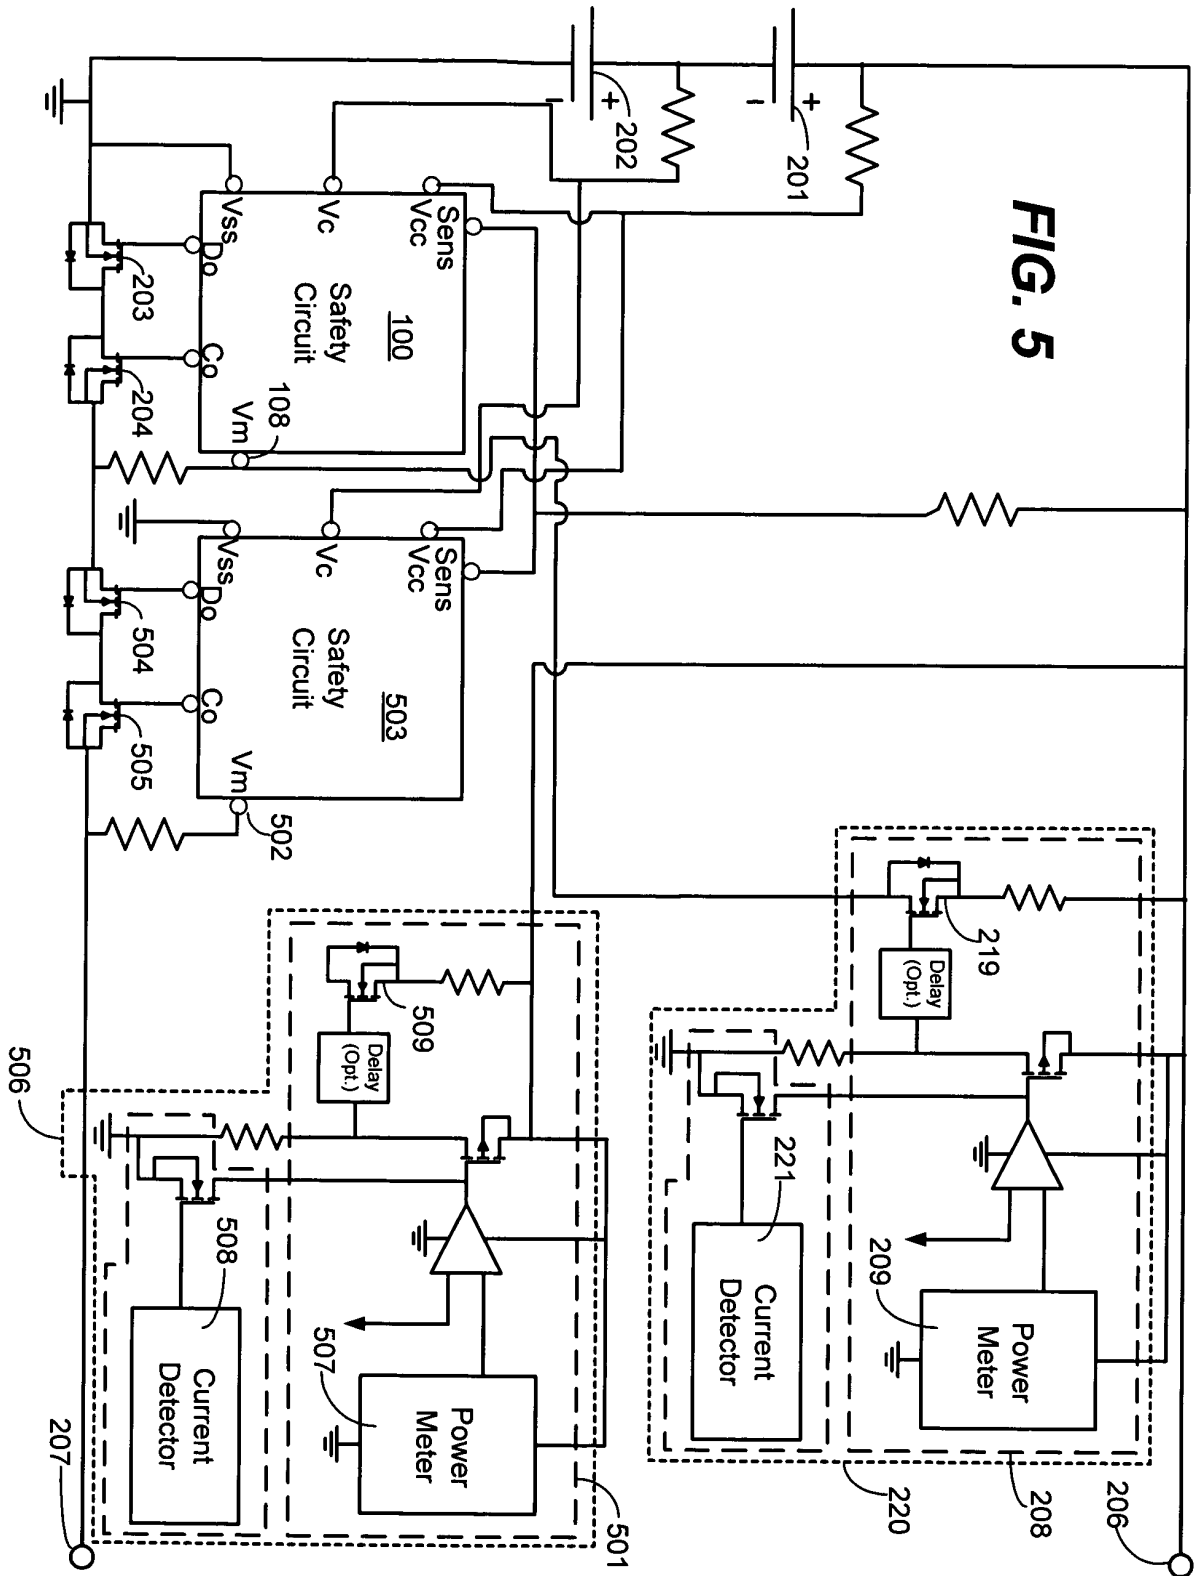 FIG. 5
206
208
220
209
Power
Meter
219
Delay
(Opt.)
221
Current
Detector
201
+
-
202
+
-
501
507
Power
Meter
509
Delay
(Opt.)
508
Current
Detector
506
207
Sens
Vcc
Vc
Vss
100
Safety
Circuit
Do
Co
Vm
108
203
204
Sens
Vcc
Vc
Vss
503
Safety
Circuit
Do
Co
Vm
502
504
505